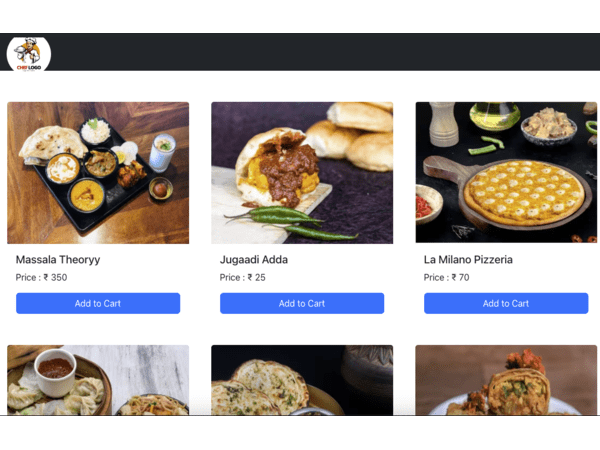 CHEF LOGO
Massala Theoryy
Price : ₹ 350
Add to Cart
Jugaadi Adda
Price : ₹ 25
Add to Cart
La Milano Pizzeria
Price : ₹ 70
Add to Cart